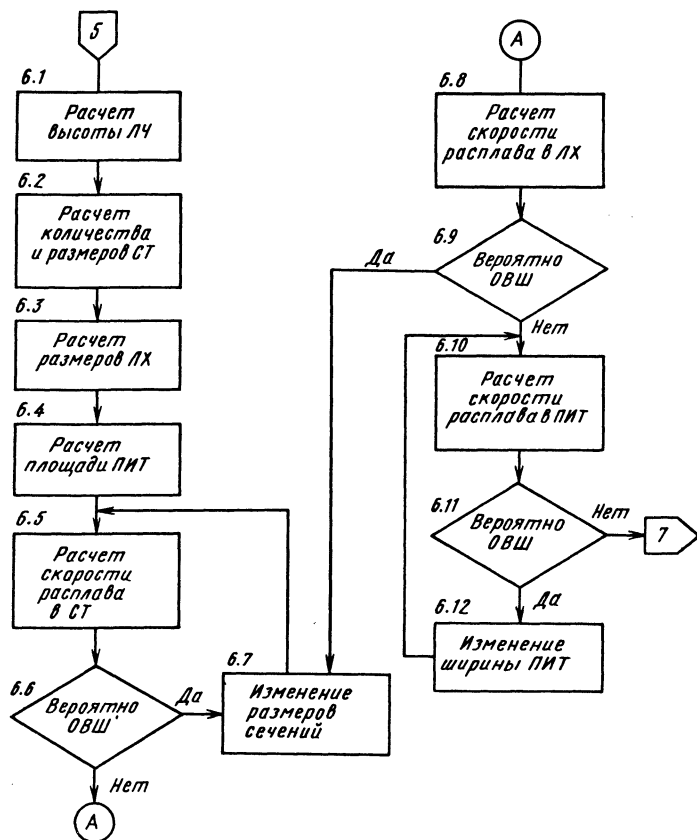 5
6.1
Расчет
высоты ЛЧ
6.2
Расчет
количества
и размеров СТ
6.3
Расчет
размеров ЛХ
6.4
Расчет
площади ПИТ
6.5
Расчет
скорости
расплава
в СТ
6.6
Вероятно
ОВШ
Да
Нет
А
6.7
Изменение
размеров
сечений
А
6.8
Расчет
скорости
расплава в ЛХ
6.9
Вероятно
ОВШ
Да
Нет
6.10
Расчет
скорости
расплава в ПИТ
6.11
Вероятно
ОВШ
Нет
7
Да
6.12
Изменение
ширины ПИТ